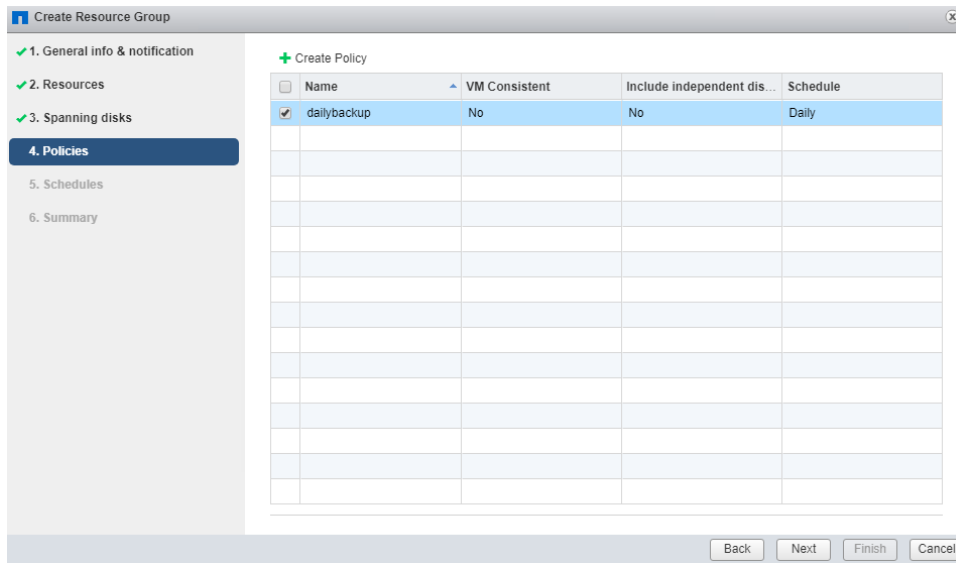 Create Resource Group
1. General info & notification
2. Resources
3. Spanning disks
4. Policies
5. Schedules
6. Summary
Create Policy
Name VM Consistent Include independent dis... Schedule
dailybackup No No Daily
Back Next Finish Cancel